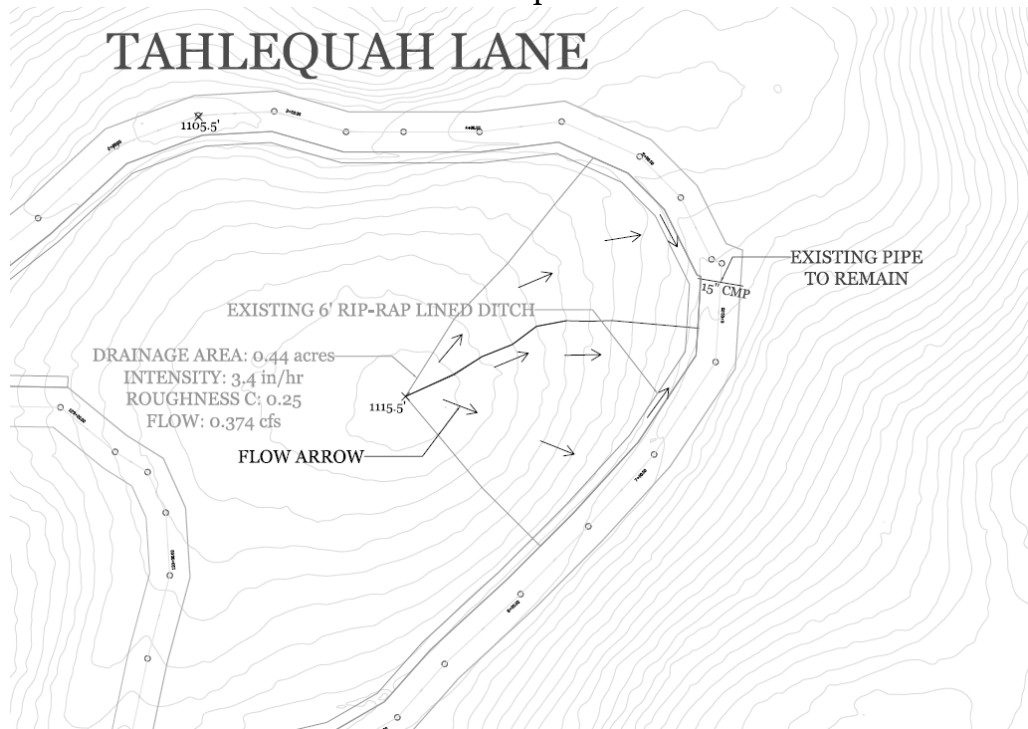 TAHLEQUAH LANE
1105.5'
EXISTING PIPE
TO REMAIN
15" CMP
EXISTING 6' RIP-RAP LINED DITCH
DRAINAGE AREA: 0.44 acres
INTENSITY: 3.4 in/hr
ROUGHNESS C: 0.25
FLOW: 0.374 cfs
1115.5'
FLOW ARROW